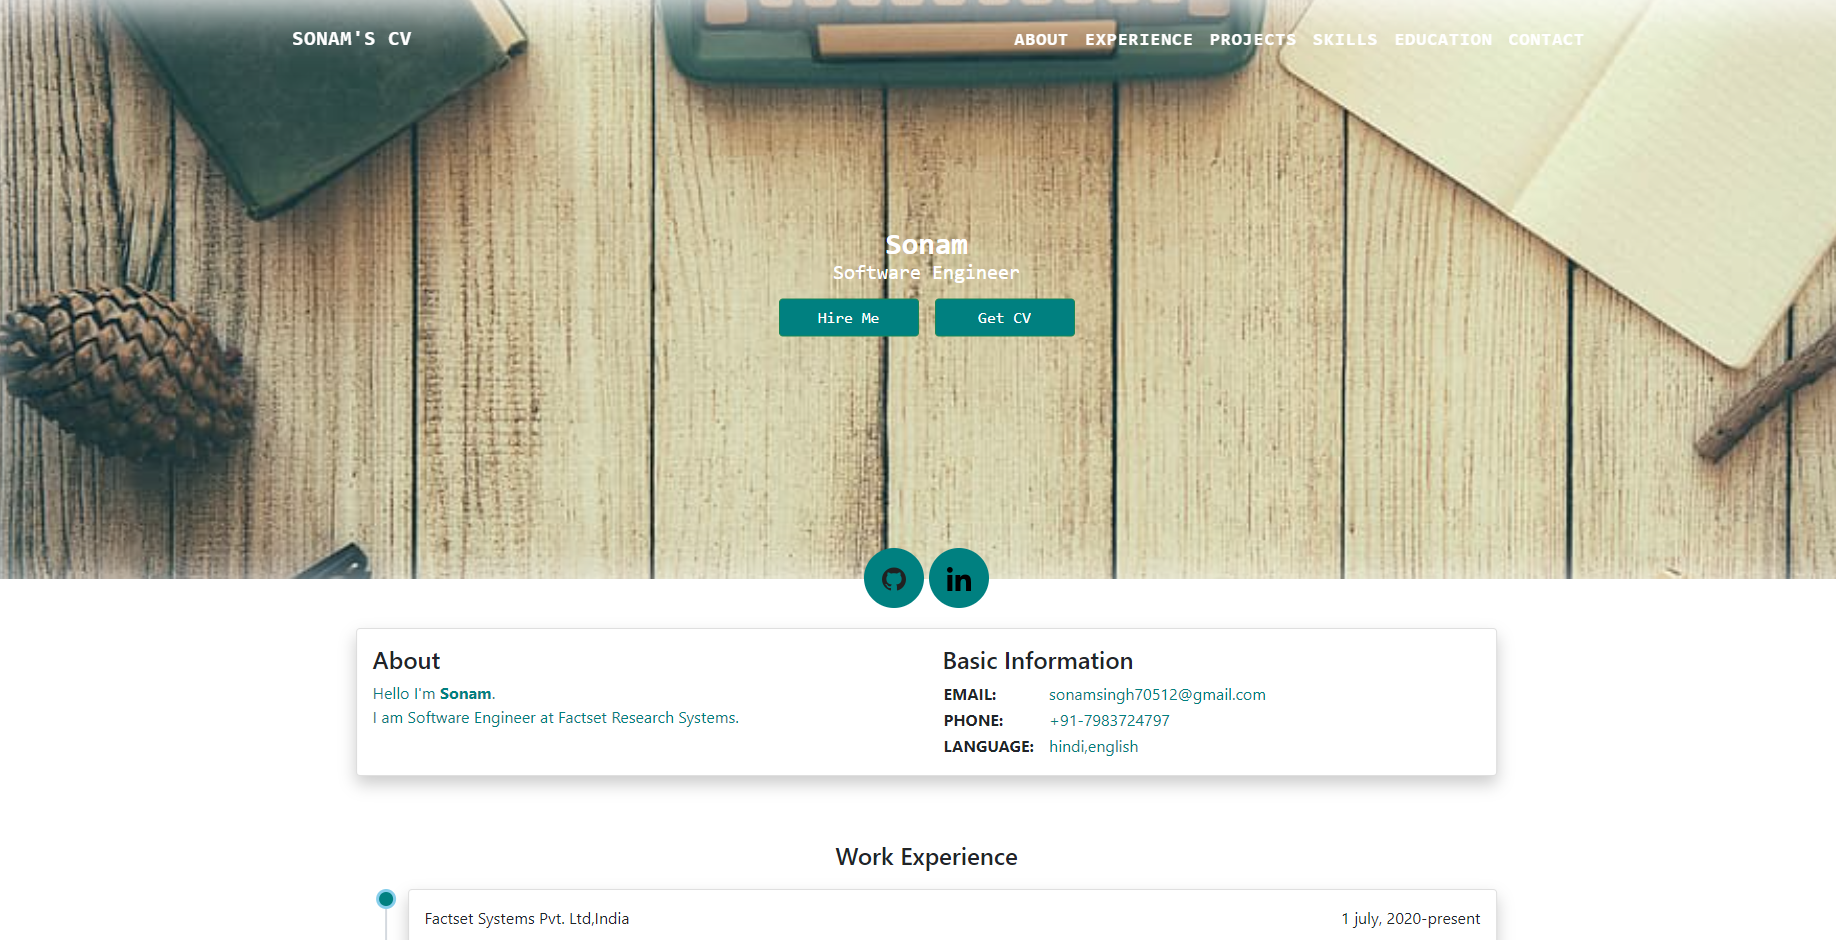 SONAM'S CV
ABOUT EXPERIENCE PROJECTS SKILLS EDUCATION CONTACT
Sonam
Software Engineer
Hire Me
Get CV
in
About
Hello I'm Sonam.
I am Software Engineer at Factset Research Systems.
Basic Information
EMAIL: sonamsingh70512@gmail.com
PHONE: +91-7983724797
LANGUAGE: hindi,english
Work Experience
Factset Systems Pvt. Ltd,India 1 july, 2020-present